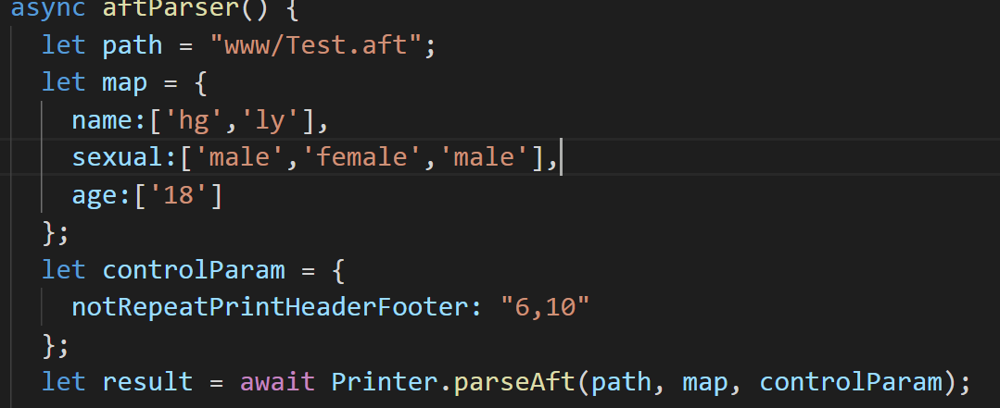 async aftParser() {
let path = "www/Test.aft";
let map = {
name:['hg','ly'],
sexual:['male','female','male'],
age:['18']
};
let controlParam = {
notRepeatPrintHeaderFooter: "6,10"
};
let result = await Printer.parseAft(path, map, controlParam);